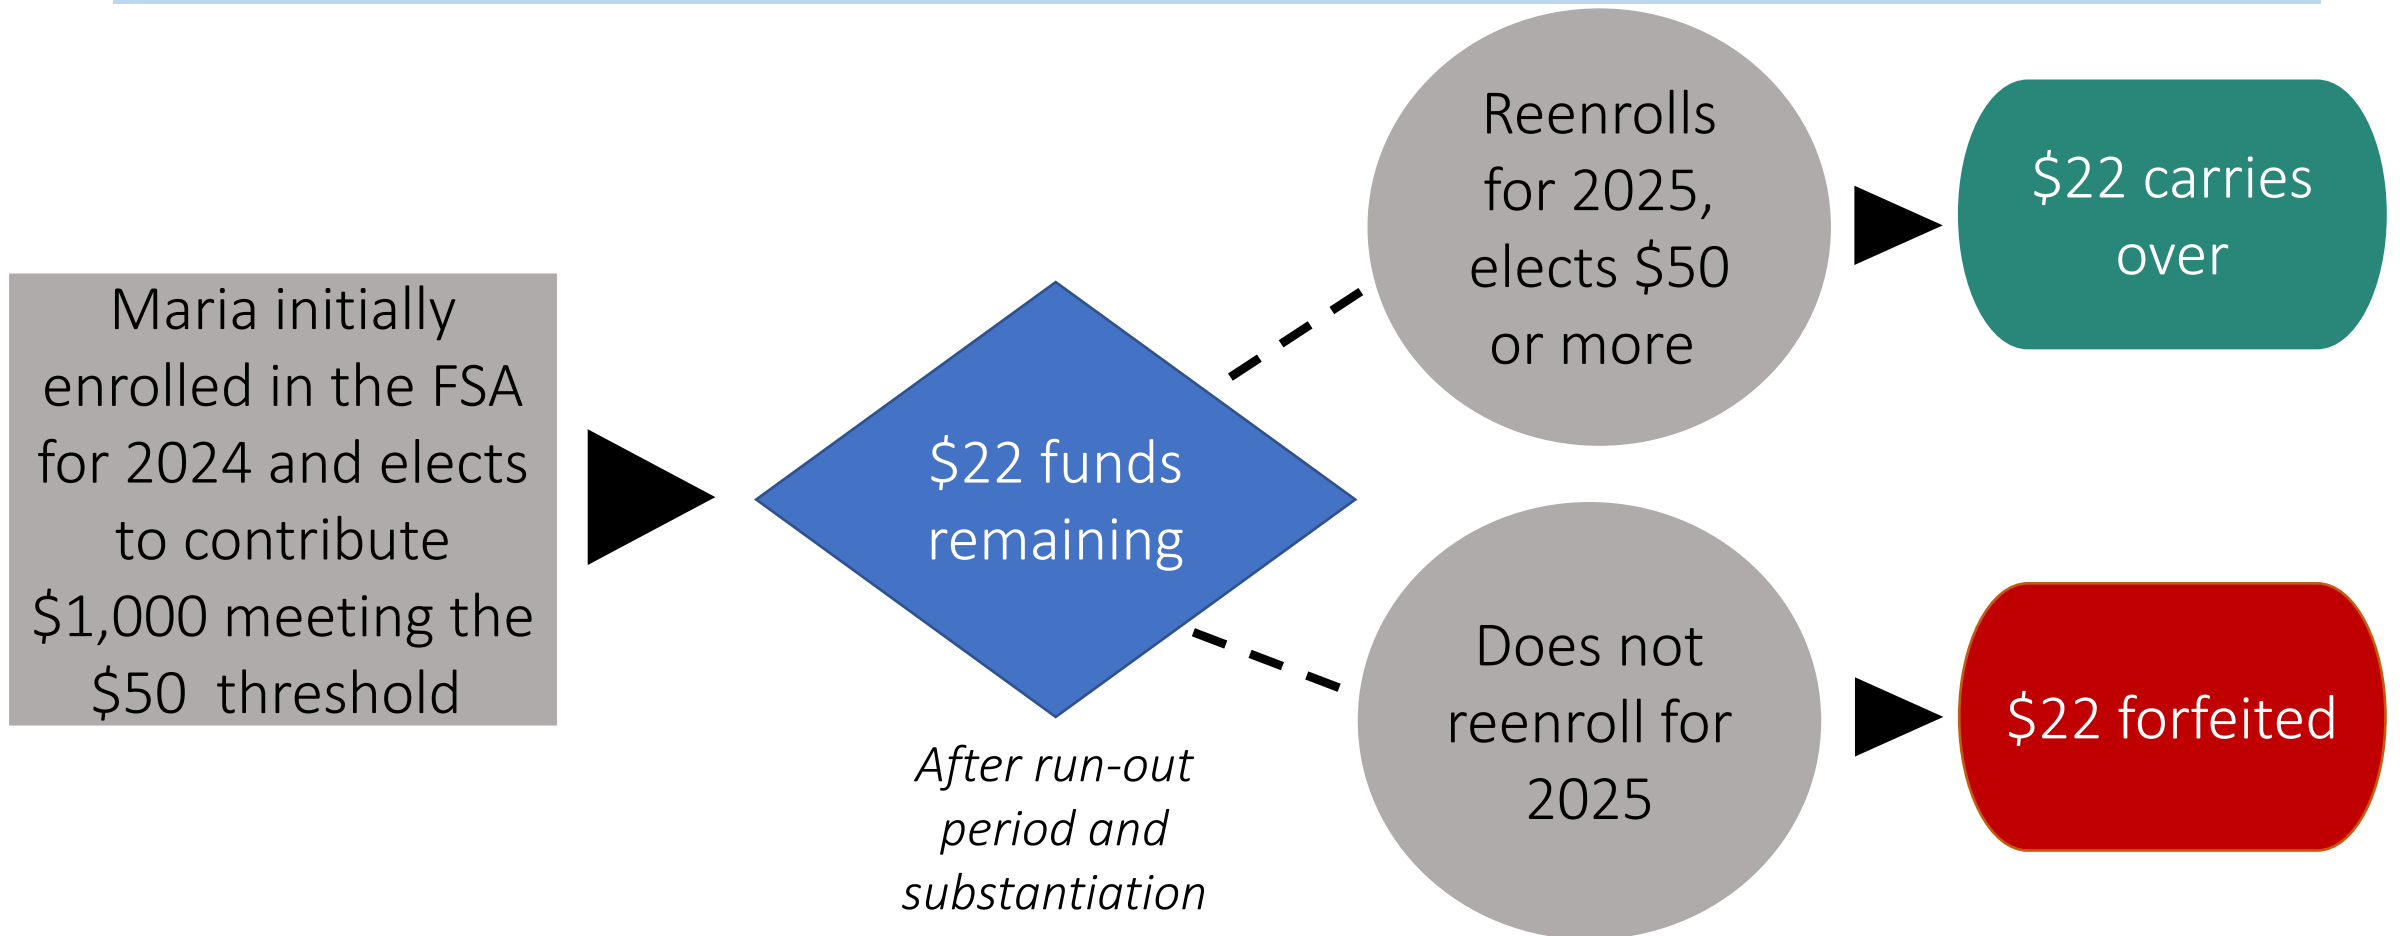 Maria initially
enrolled in the FSA
for 2024 and elects
to contribute
$1,000 meeting the
$50  threshold
$22 funds
remaining
After run-out
period and
substantiation
Reenrolls
for 2025,
elects $50
or more
$22 carries
over
Does not
reenroll for
2025
$22 forfeited